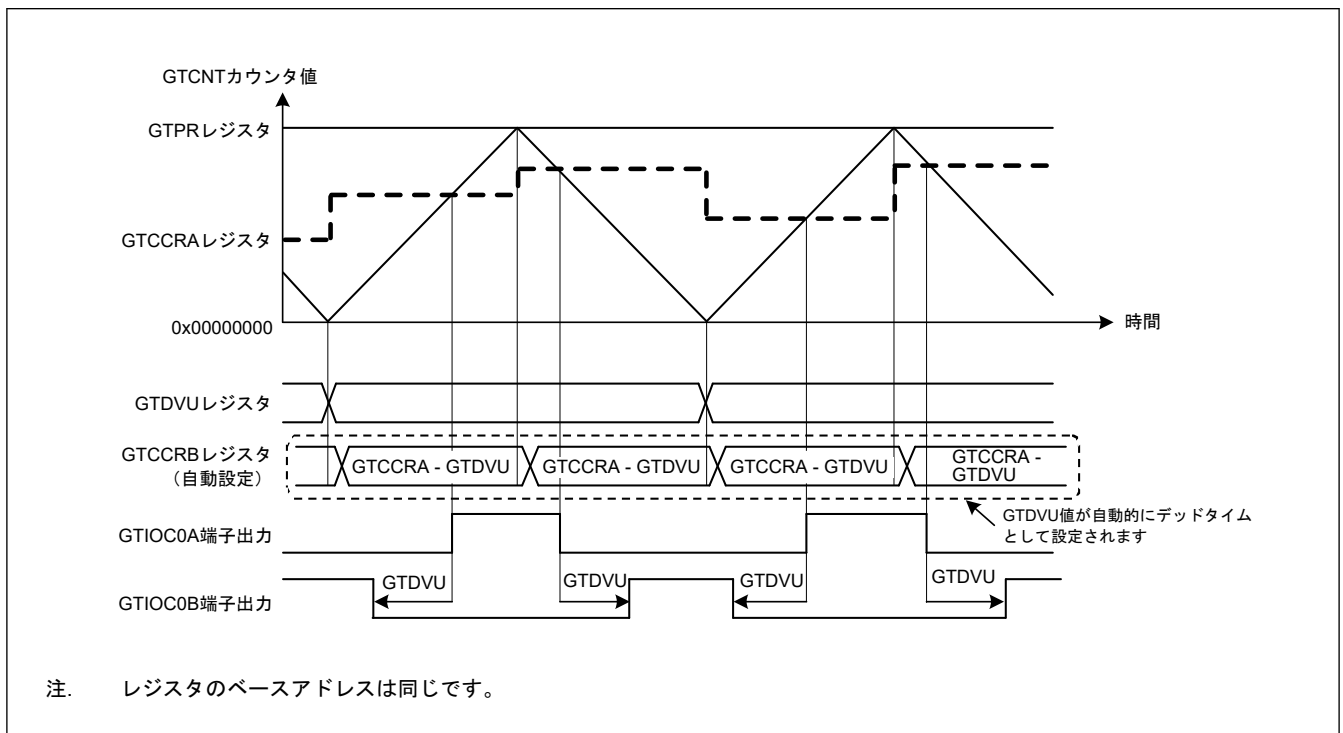 GTCNTカウンタ値
GTPRレジスタ
GTCCRAレジスタ
0x00000000
時間
GTDVUレジスタ
GTCCRBレジスタ
（自動設定）
GTCCRA - GTDVU
GTCCRA - GTDVU
GTCCRA - GTDVU
GTCCRA -
GTDVU
GTDVU値が自動的にデッドタイム
として設定されます
GTIOC0A端子出力
GTDVU
GTDVU
GTDVU
GTDVU
GTIOC0B端子出力
注. レジスタのベースアドレスは同じです。